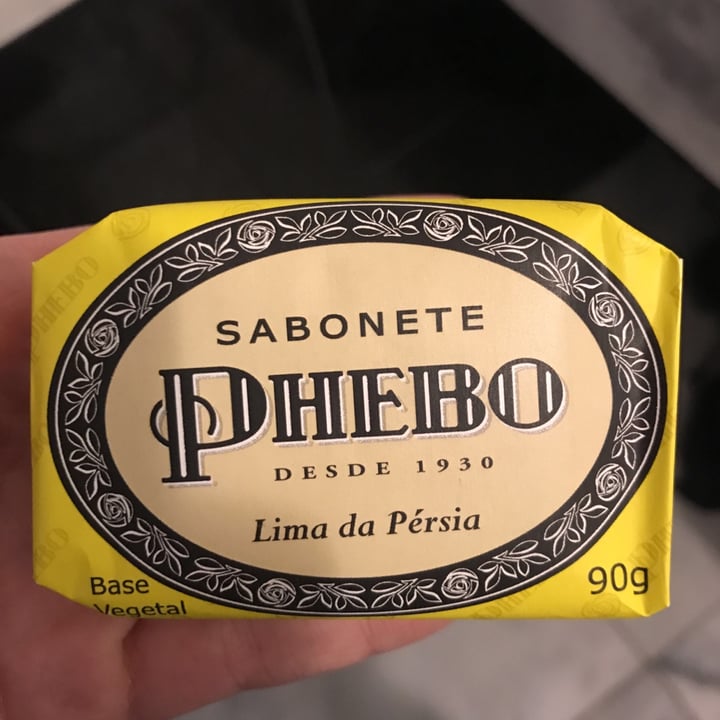 SABONETE
PHEBO
DESDE 1930
Lima da Pérsia
Base
Vegetal
90g